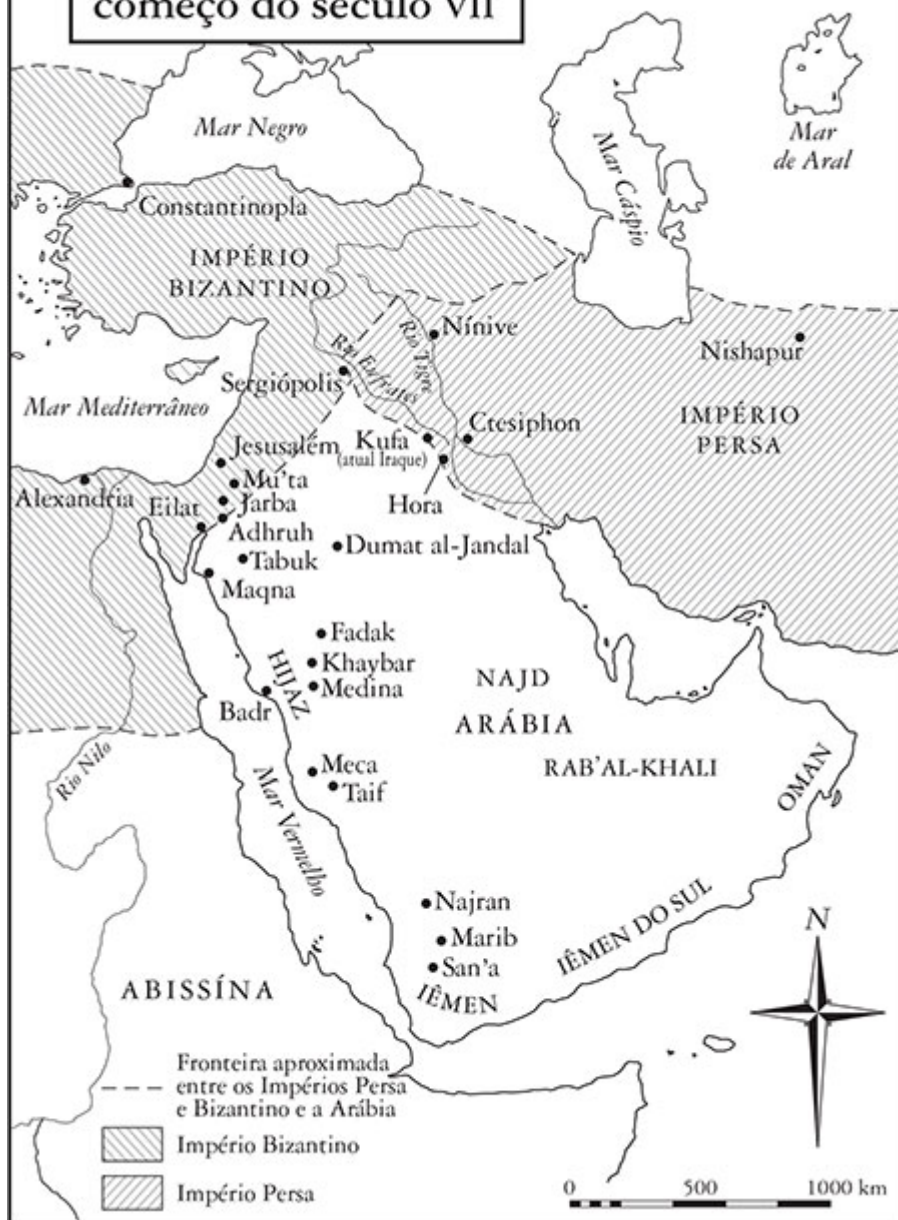 começo do século VII
Mar Negro
Mar
de Aral
Mar Cáspio
Constantinopla
IMPÉRIO
BIZANTINO
Nínive
Rio Tigre
Rio Eufrates
Nishapur
Sergiópolis
Mar Mediterrâneo
IMPÉRIO
PERSA
Ctesiphon
Kufa
(atual Iraque)
Jesusalém
Mu'ta
Alexandria
Jarba
Eilat
Hora
Adhruh
Dumat al-Jandal
Tabuk
Maqna
Fadak
Khaybar
HIJAZ
Medina
NAJD
Badr
ARÁBIA
Rio Nilo
Meca
RAB'AL-KHALI
Taif
OMAN
Mar Vermelho
Najran
Marib
San'a
IÊMEN DO SUL
IÊMEN
N
ABISSÍNA
Fronteira aproximada
entre os Impérios Persa
e Bizantino e a Arábia
Império Bizantino
Império Persa
0 500 1000 km